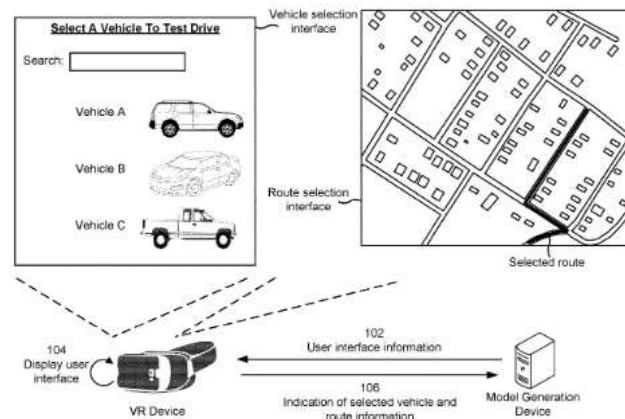 Select A Vehicle To Test Drive
Search:
Vehicle A
Vehicle B
Vehicle C
Vehicle selection
interface
Route selection
interface
Selected route
104
Display user
interface
VR Device
102
User interface information
106
Indication of selected vehicle and
route information
Model Generation
Device